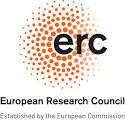 erc
European Research Council
Established by the European Commission